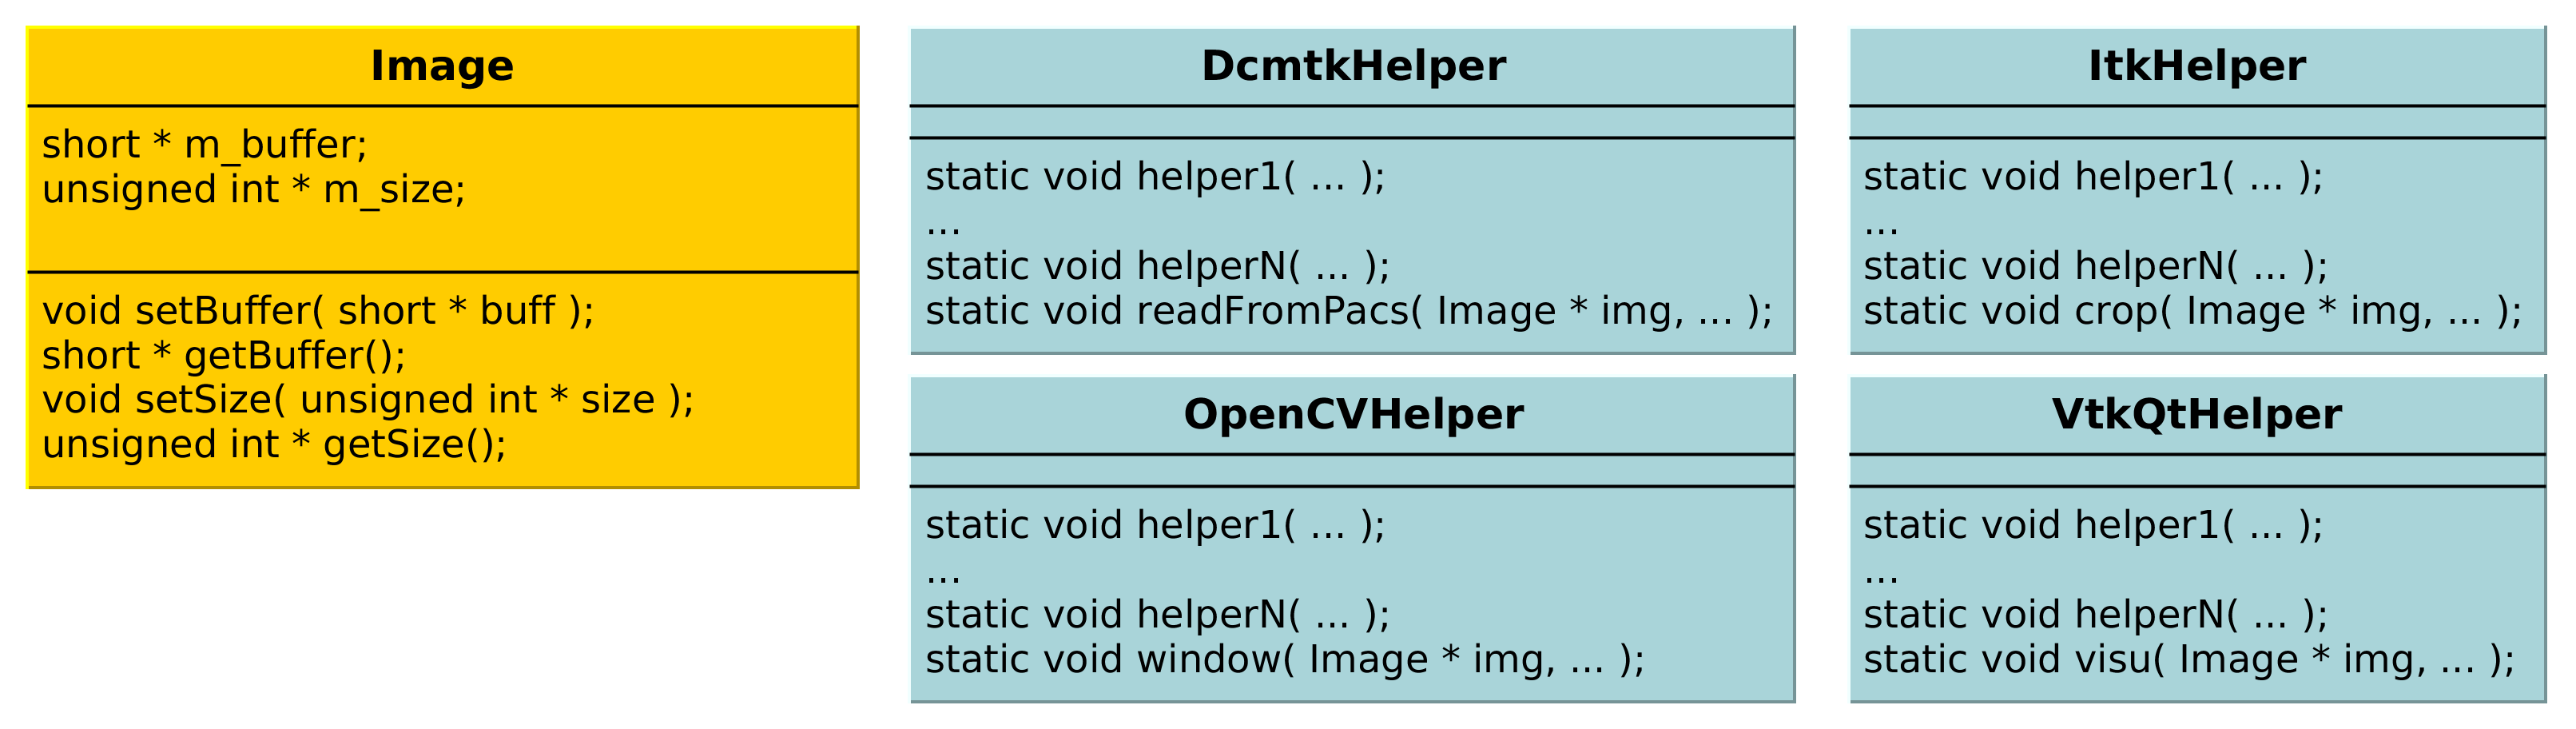 Image
short * m_buffer;
unsigned int * m_size;
void setBuffer( short * buff );
short * getBuffer();
void setSize( unsigned int * size );
unsigned int * getSize();
DcmtkHelper
static void helper1( ... );
...
static void helperN( ... );
static void readFromPacs( Image * img, ... );
ItkHelper
static void helper1( ... );
...
static void helperN( ... );
static void crop( Image * img, ... );
OpenCVHelper
static void helper1( ... );
...
static void helperN( ... );
static void window( Image * img, ... );
VtkQtHelper
static void helper1( ... );
...
static void helperN( ... );
static void visu( Image * img, ... );